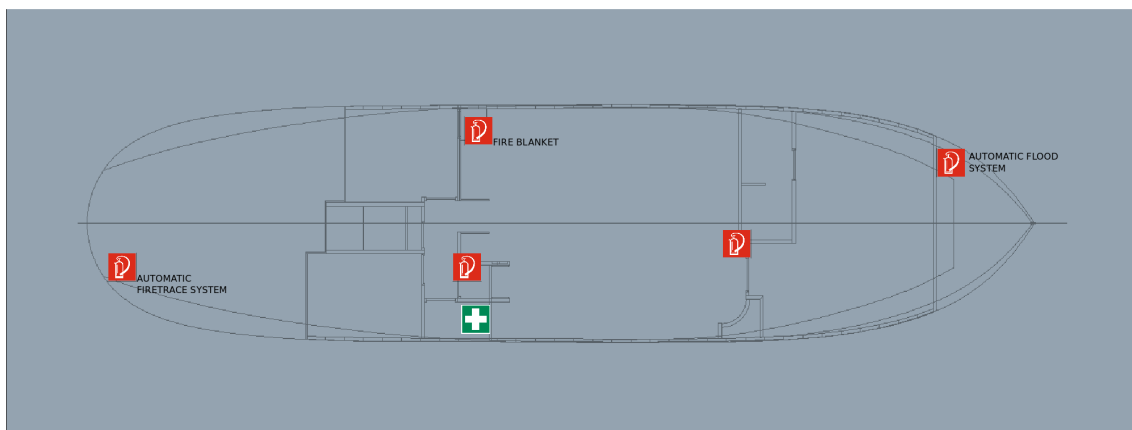 FIRE BLANKET
AUTOMATIC FLOOD
SYSTEM
AUTOMATIC
FIRETRACE SYSTEM